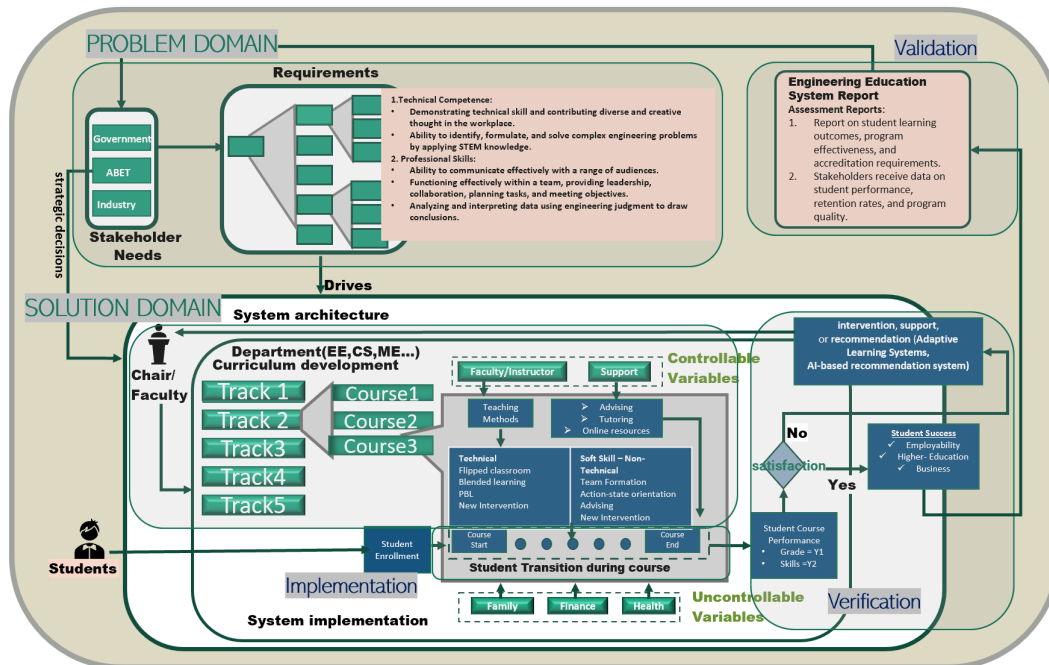 PROBLEM DOMAIN
Requirements
Government
ABET
Industry
Stakeholder
Needs
1.Technical Competence:
• Demonstrating technical skill and contributing diverse and creative
thought in the workplace.
• Ability to identify, formulate, and solve complex engineering problems
by applying STEM knowledge.
2. Professional Skills:
• Ability to communicate effectively with a range of audiences.
• Functioning effectively within a team, providing leadership,
collaboration, planning tasks, and meeting objectives.
• Analyzing and interpreting data using engineering judgment to draw
conclusions.
Validation
Engineering Education
System Report
Assessment Reports:
1. Report on student learning
outcomes, program
effectiveness, and
accreditation requirements.
2. Stakeholders receive data on
student performance,
retention rates, and program
quality.
strategic decisions
Drives
SOLUTION DOMAIN
System architecture
Chair/
Faculty
Department(EE,CS,ME...)
Curriculum development
Track 1
Track 2
Track3
Track4
Track5
Course1
Course2
Course3
Faculty/Instructor
Support
Controllable
Variables
Teaching
Methods
➢ Advising
➢ Tutoring
➢ Online resources
Technical
Flipped classroom
Blended learning
PBL
New Intervention
Soft Skill – Non-
Technical
Team Formation
Action-state orientation
Advising
New Intervention
Course
Start
Course
End
Student Transition during course
Students
Student
Enrollment
Implementation
Family
Finance
Health
Uncontrollable
Variables
System implementation
intervention, support,
or recommendation (Adaptive
Learning Systems,
AI-based recommendation system)
No
satisfaction
Yes
Student Success
✓ Employability
✓ Higher- Education
✓ Business
Student Course
Performance
• Grade = Y1
• Skills =Y2
Verification